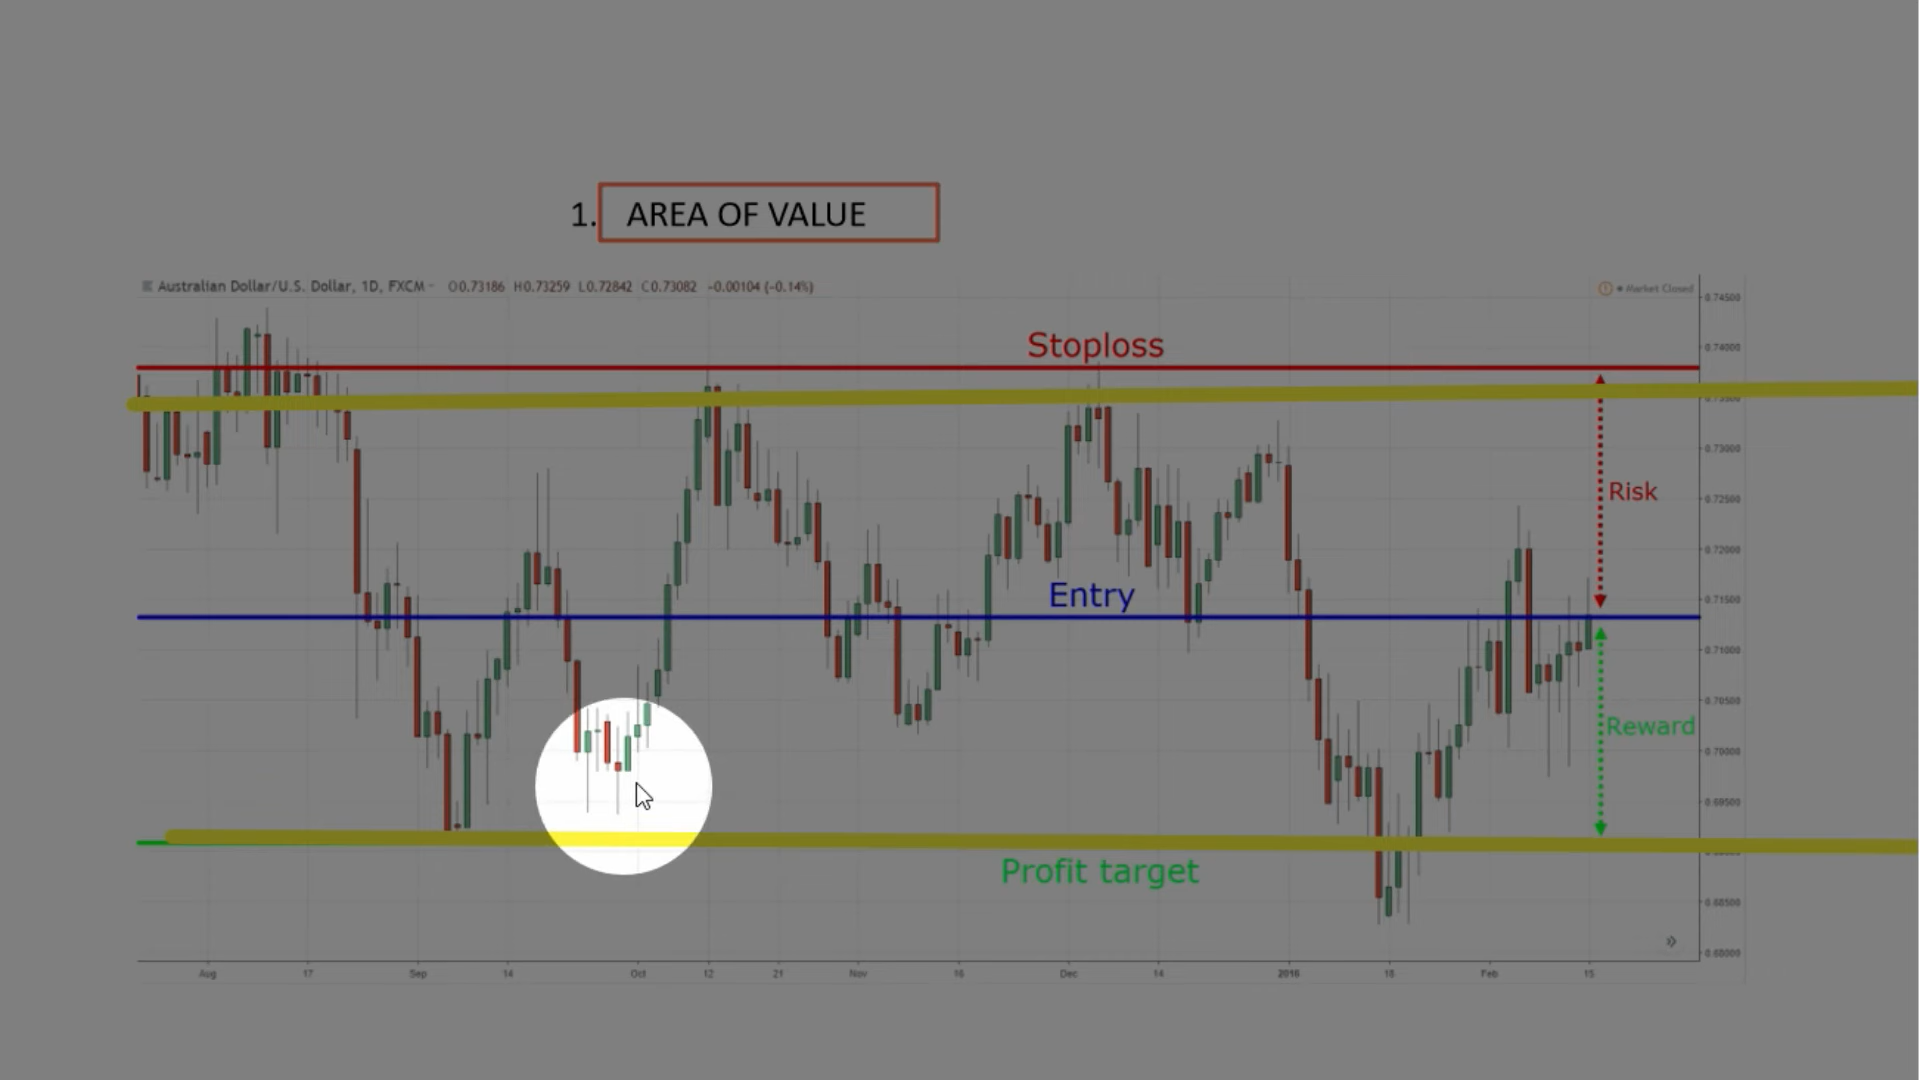 1. AREA OF VALUE
Australian Dollar/U.S. Dollar, 1D, FXCM O0.73186 H0.73259 L0.72842 C0.73082 −0.00104 (−0.14%)
Market Closed
0.74500
Stoploss
0.74000
0.73000
Risk
0.72500
0.72000
Entry
0.71500
0.71000
0.70500
Reward
0.70000
0.69500
Profit target
0.68500
0.68000
Aug 17 Sep 14 Oct 12 21 Nov 16 Dec 14 2016 18 Feb 15